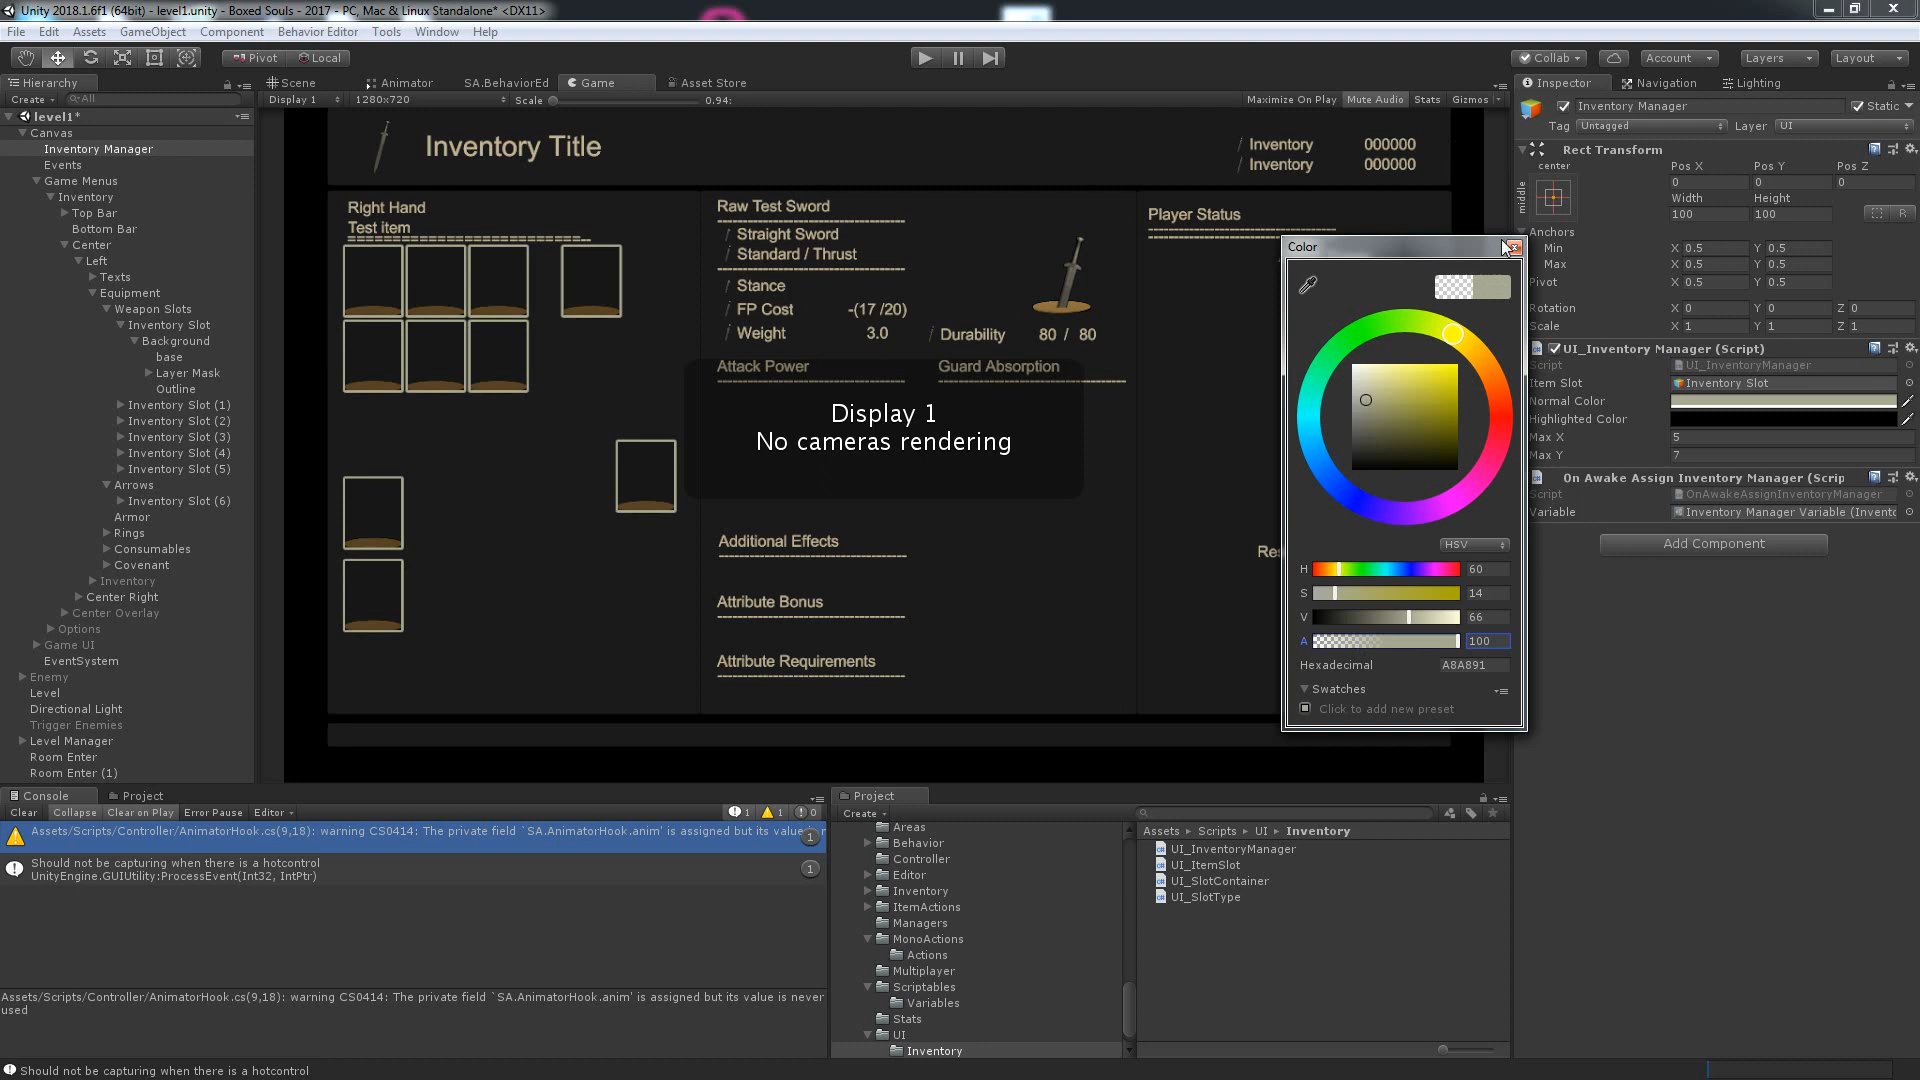 Unity 2018.1.6f1 (64bit) - level1.unity - Boxed Souls - 2017 - PC, Mac & Linux Standalone* <DX11>
File Edit Assets GameObject Component Behavior Editor Tools Window Help
Pivot Local Collab Account Layers Layout
Hierarchy Scene Animator SA.BehaviorEd Game Asset Store Inspector Navigation Lighting
Create All Display 1 1280x720 Scale 0.94: Maximize On Play Mute Audio Stats Gizmos
level1*
Canvas
Inventory Manager
Events
Game Menus
Inventory
Top Bar
Bottom Bar
Center
Left
Texts
Equipment
Weapon Slots
Inventory Slot
Background
base
Layer Mask
Outline
Inventory Slot (1)
Inventory Slot (2)
Inventory Slot (3)
Inventory Slot (4)
Inventory Slot (5)
Arrows
Inventory Slot (6)
Armor
Rings
Consumables
Covenant
Inventory
Center Right
Center Overlay
Options
Game UI
EventSystem
Enemy
Level
Directional Light
Trigger Enemies
Level Manager
Room Enter
Room Enter (1)
Inventory Title
Inventory 000000
Inventory 000000
Right Hand
Test item
Raw Test Sword
Straight Sword
Standard / Thrust
Stance
FP Cost -(17 /20)
Weight 3.0
Durability 80 / 80
Attack Power Guard Absorption
Display 1
No cameras rendering
Additional Effects
Attribute Bonus
Attribute Requirements
Player Status
Res
Color
HSV
H 60
S 14
V 66
A 100
Hexadecimal A8A891
Swatches
Click to add new preset
Inventory Manager Static
Tag Untagged Layer UI
Rect Transform
center Pos X Pos Y Pos Z
middle
0 0 0
Width Height
100 100
R
Anchors
Min X 0.5 Y 0.5
Max X 0.5 Y 0.5
Pivot X 0.5 Y 0.5
Rotation X 0 Y 0 Z 0
Scale X 1 Y 1 Z 1
UI_Inventory Manager (Script)
Script UI_InventoryManager
Item Slot Inventory Slot
Normal Color
Highlighted Color
Max X 5
Max Y 7
On Awake Assign Inventory Manager (Scrip
Script OnAwakeAssignInventoryManager
Variable Inventory Manager Variable (Invento
Add Component
Console Project
Clear Collapse Clear on Play Error Pause Editor 1 1 0
Assets/Scripts/Controller/AnimatorHook.cs(9,18): warning CS0414: The private field `SA.AnimatorHook.anim' is assigned but its value is n
1
Should not be capturing when there is a hotcontrol
UnityEngine.GUIUtility:ProcessEvent(Int32, IntPtr)
1
Assets/Scripts/Controller/AnimatorHook.cs(9,18): warning CS0414: The private field `SA.AnimatorHook.anim' is assigned but its value is never
used
Project
Create
Areas
Behavior
Controller
Editor
Inventory
ItemActions
Managers
MonoActions
Actions
Multiplayer
Scriptables
Variables
Stats
UI
Inventory
Assets Scripts UI Inventory
UI_InventoryManager
UI_ItemSlot
UI_SlotContainer
UI_SlotType
Should not be capturing when there is a hotcontrol